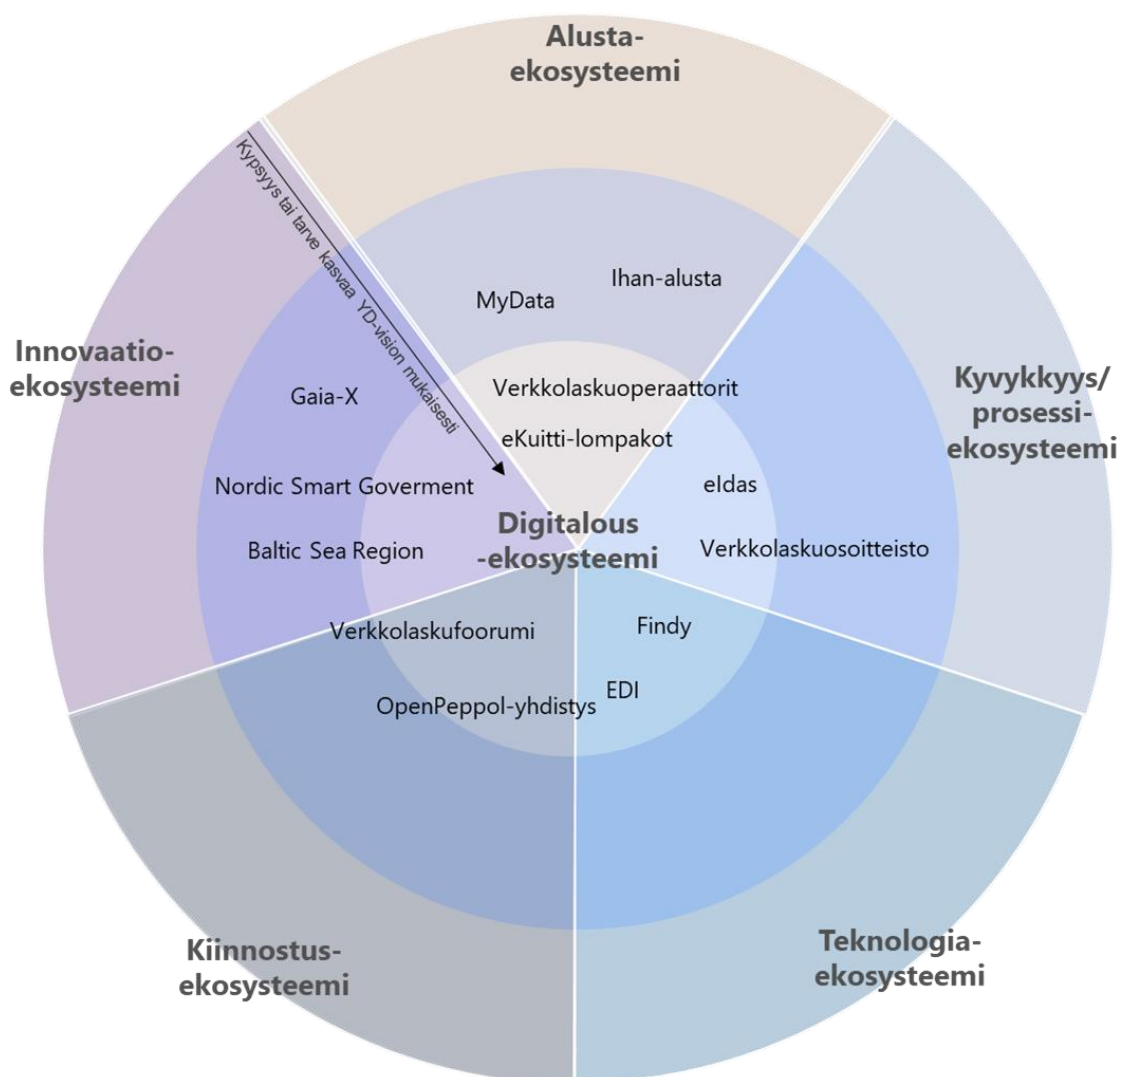 Alusta-
ekosysteemi
Kypsyys tai tarve kasvaa YD-vision mukaisesti
Ihan-alusta
MyData
Innovaatio-
ekosysteemi
Kyvykkyys/
prosessi-
ekosysteemi
Verkkolaskuoperaattorit
Gaia-X
eKuitti-lompakot
Nordic Smart Goverment
eIdas
Digitalous
-ekosysteemi
Baltic Sea Region
Verkkolaskuosoitteisto
Verkkolaskufoorumi
Findy
EDI
OpenPeppol-yhdistys
Kiinnostus-
ekosysteemi
Teknologia-
ekosysteemi